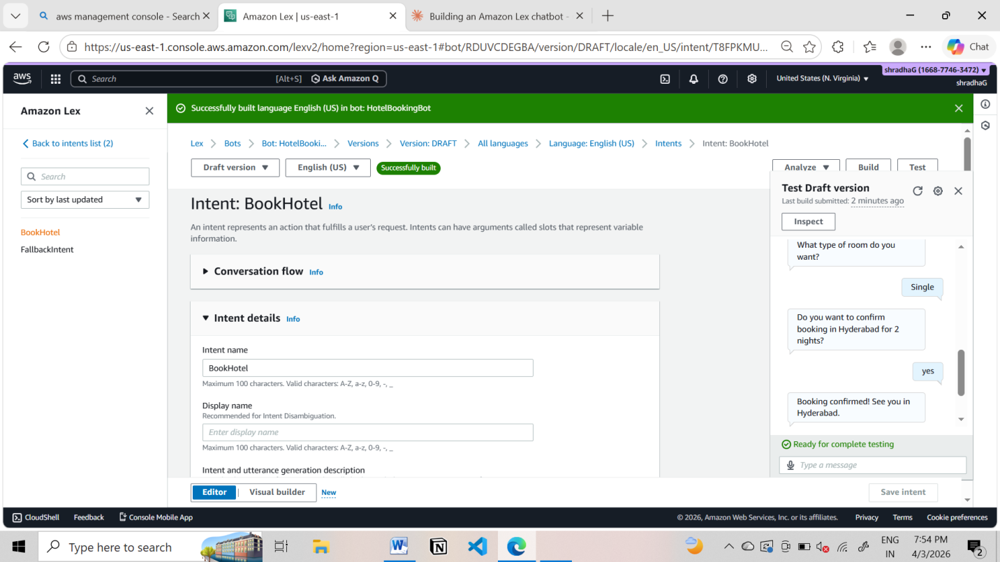 aws management console - Search
Amazon Lex | us-east-1
Building an Amazon Lex chatbot -
https://us-east-1.console.aws.amazon.com/lexv2/home?region=us-east-1#bot/RDUVCDEGBA/version/DRAFT/locale/en_US/intent/T8FPKMU...
Chat
aws
Search
[Alt+S]
Ask Amazon Q
United States (N. Virginia)
shradhaG (1668-7746-3472)
shradhaG
Amazon Lex
Successfully built language English (US) in bot: HotelBookingBot
Back to intents list (2)
Search
Sort by last updated
BookHotel
FallbackIntent
Lex
Bots
Bot: HotelBooki...
Versions
Version: DRAFT
All languages
Language: English (US)
Intents
Intent: BookHotel
Draft version
English (US)
Successfully built
Analyze
Build
Test
Intent: BookHotel Info
An intent represents an action that fulfills a user's request. Intents can have arguments called slots that represent variable
information.
Conversation flow Info
Intent details Info
Intent name
BookHotel
Maximum 100 characters. Valid characters: A-Z, a-z, 0-9, -, _
Display name
Recommended for Intent Disambiguation.
Enter display name
Maximum 100 characters. Valid characters: A-Z, a-z, 0-9, -, _
Intent and utterance generation description
Editor
Visual builder
New
Save intent
Test Draft version
Last build submitted: 2 minutes ago
Inspect
What type of room do you
want?
Single
Do you want to confirm
booking in Hyderabad for 2
nights?
yes
Booking confirmed! See you in
Hyderabad.
Ready for complete testing
Type a message
CloudShell
Feedback
Console Mobile App
© 2026, Amazon Web Services, Inc. or its affiliates.
Privacy
Terms
Cookie preferences
Type here to search
ENG
IN
7:54 PM
4/3/2026
2